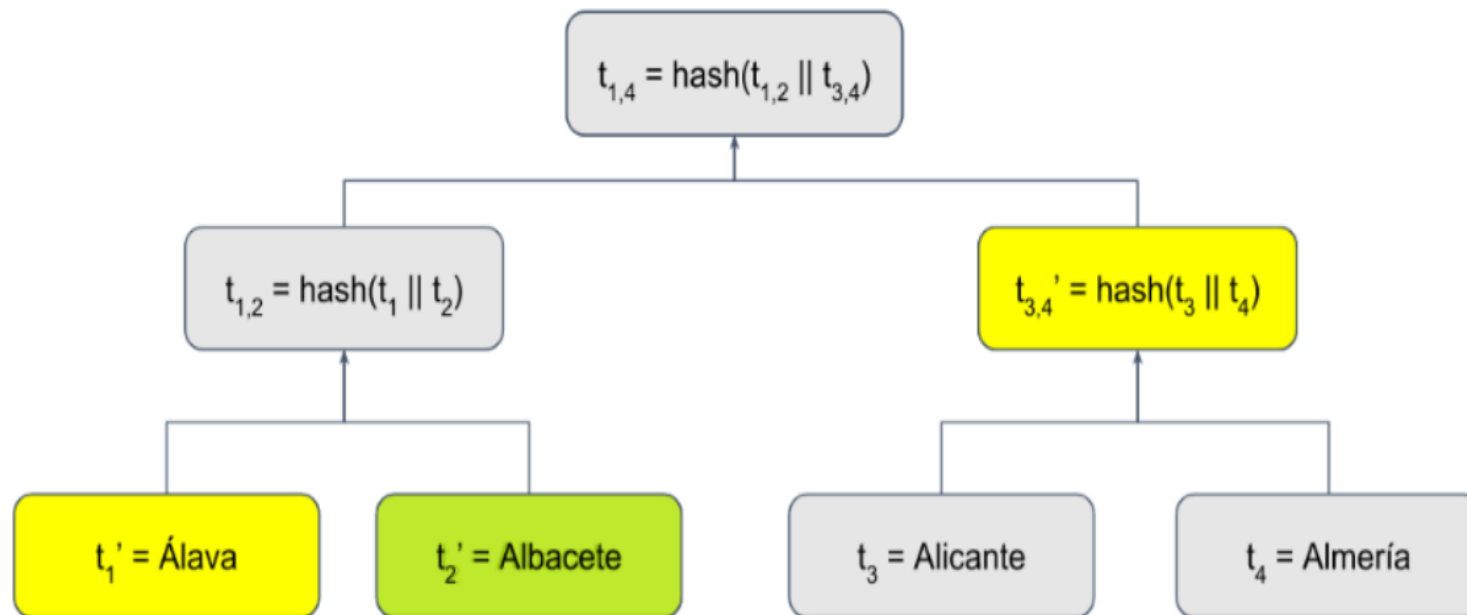 t1,4 = hash(t1,2 || t3,4)
t1,2 = hash(t1 || t2)
t3,4’ = hash(t3 || t4)
t1’ = Álava
t2’ = Albacete
t3 = Alicante
t4 = Almería